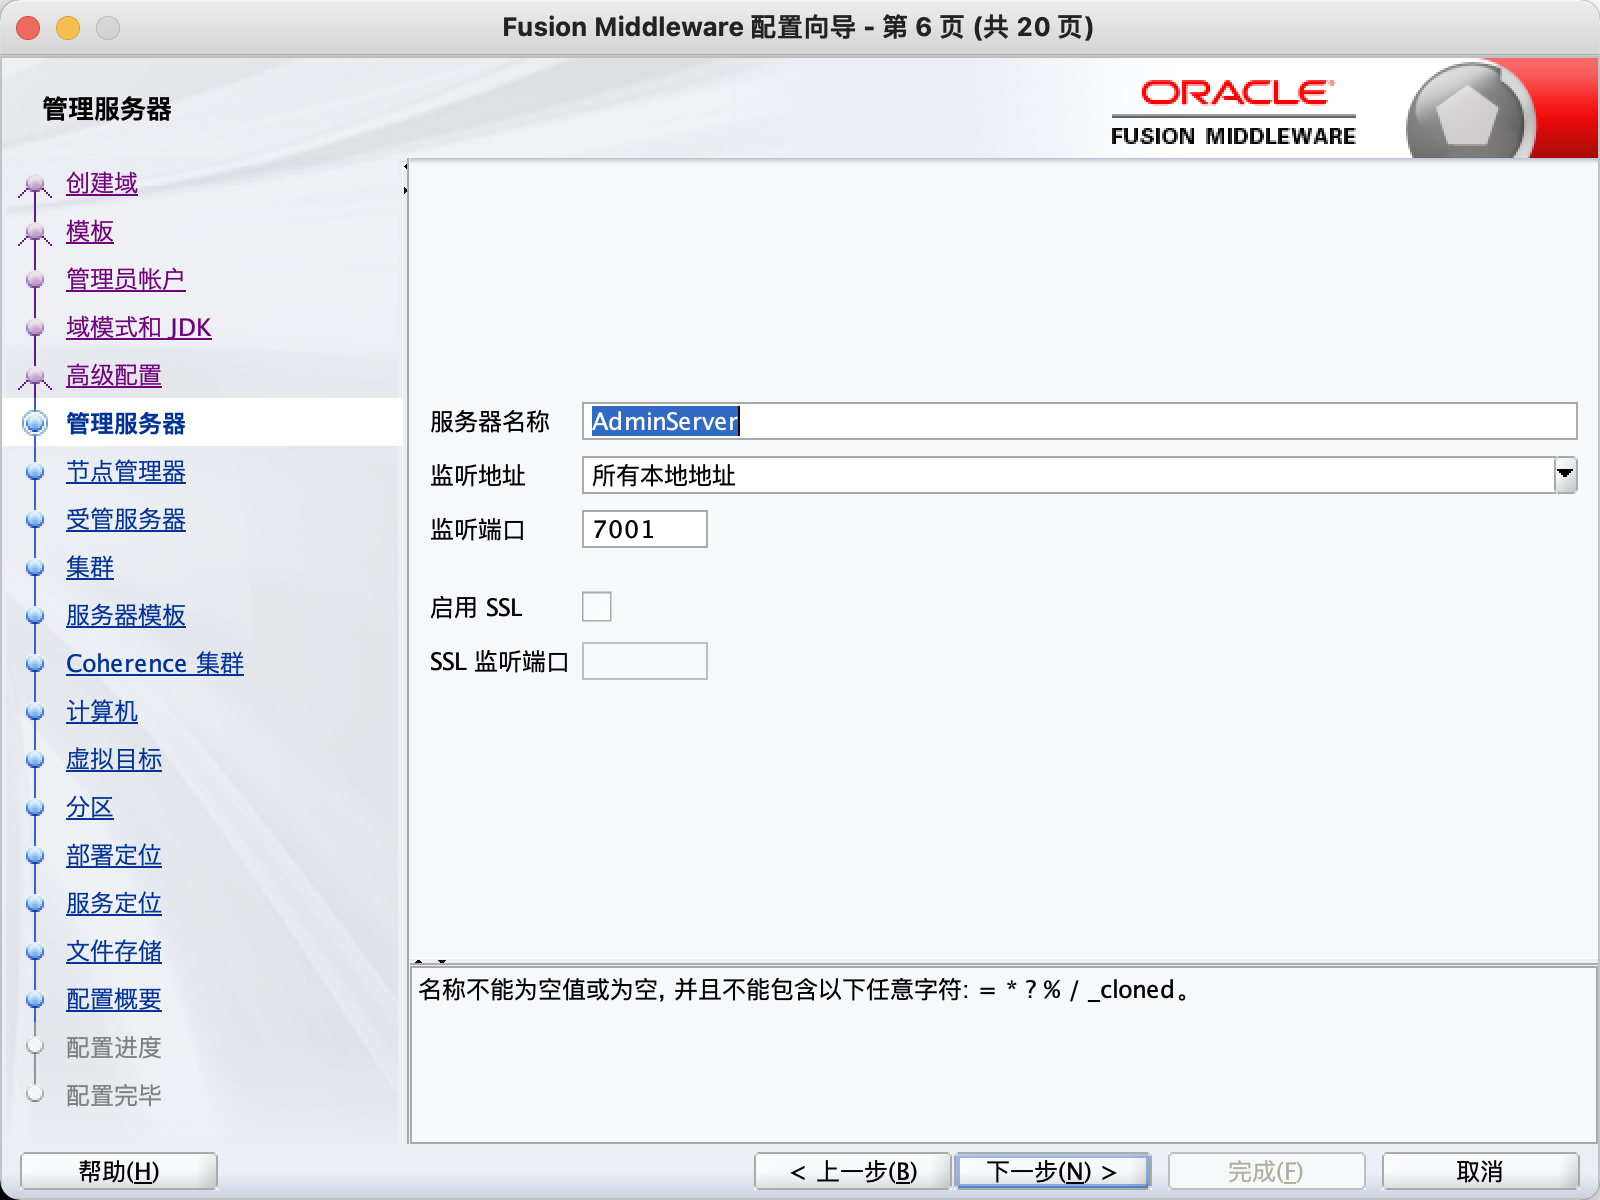 Fusion Middleware 配置向导 - 第 6 页 (共 20 页)
管理服务器
ORACLE
FUSION MIDDLEWARE
创建域
模板
管理员帐户
域模式和 JDK
高级配置
管理服务器
节点管理器
受管服务器
集群
服务器模板
Coherence 集群
计算机
虚拟目标
分区
部署定位
服务定位
文件存储
配置概要
配置进度
配置完毕
服务器名称 AdminServer
监听地址 所有本地地址
监听端口 7001
启用 SSL
SSL 监听端口
名称不能为空值或为空, 并且不能包含以下任意字符: = * ? % / _cloned。
帮助(H) < 上一步(B) 下一步(N) > 完成(F) 取消